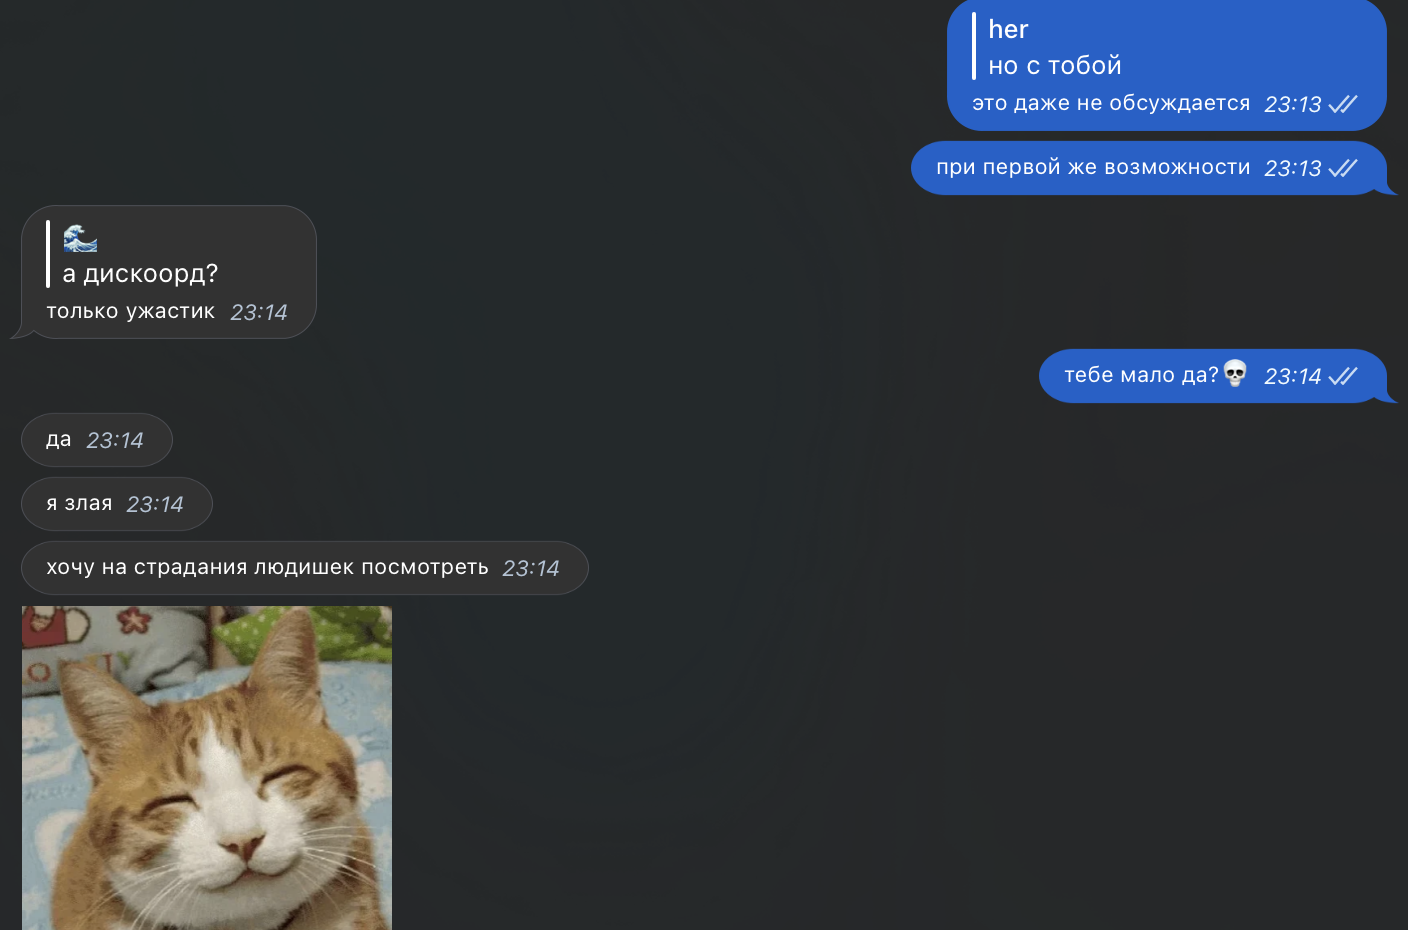 her
но с тобой
это даже не обсуждается 23:13
при первой же возможности 23:13
🌊
а дискоорд?
только ужастик 23:14
тебе мало да?💀 23:14
да 23:14
я злая 23:14
хочу на страдания людишек посмотреть 23:14